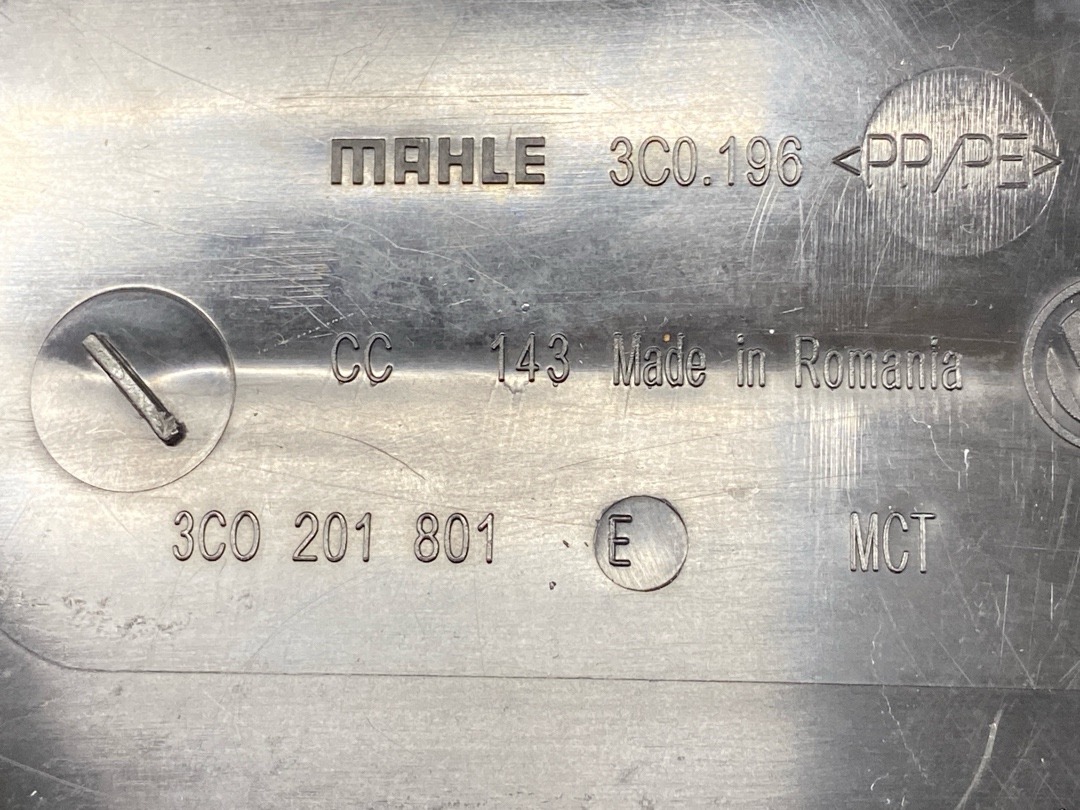 MAHLE 3C0.196 <PP/PE>
CC 143 Made in Romania
3C0 201 801 E MCT